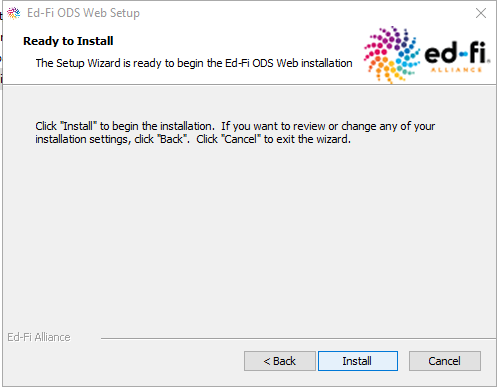 Ed-Fi ODS Web Setup
Ready to Install
The Setup Wizard is ready to begin the Ed-Fi ODS Web installation
ed-fi
ALLIANCE
Click "Install" to begin the installation.  If you want to review or change any of your
installation settings, click "Back".  Click "Cancel" to exit the wizard.
Ed-Fi Alliance
< Back
Install
Cancel